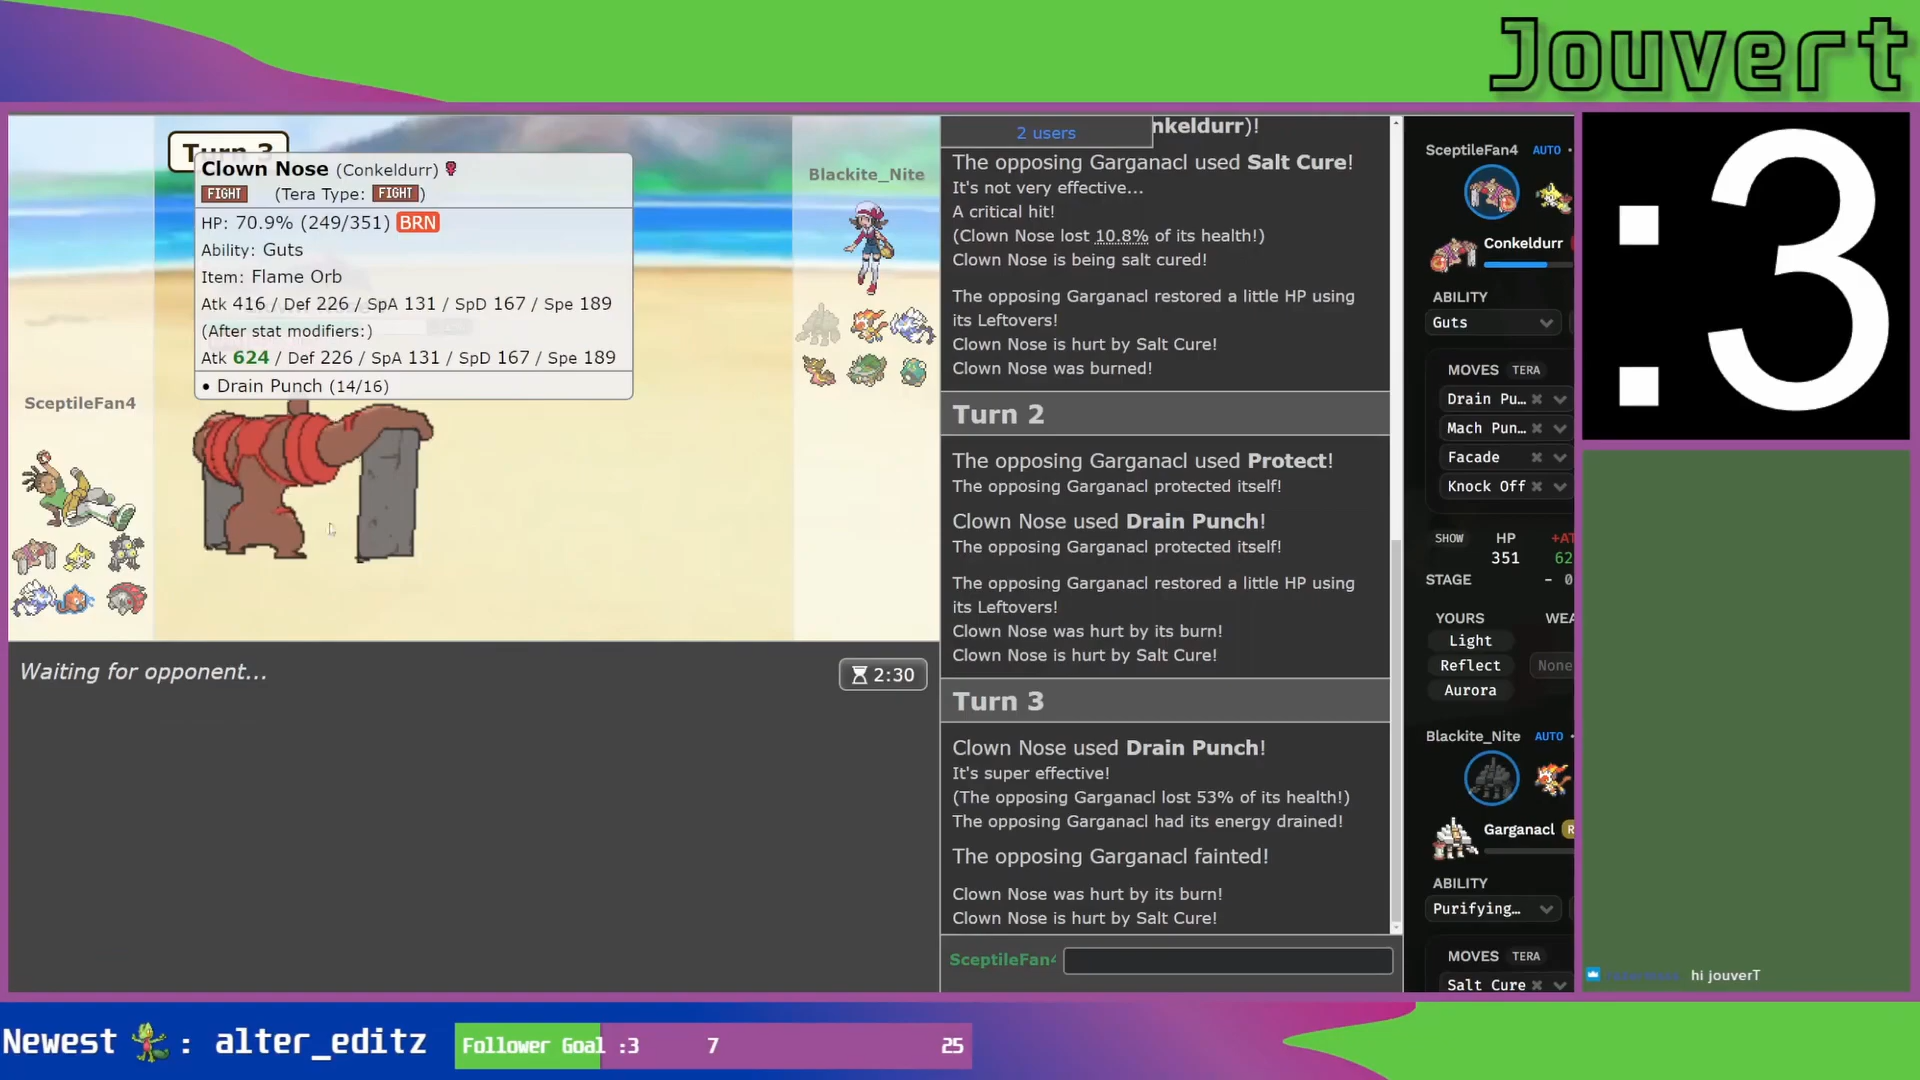 Jouvert
Turn 3
Clown Nose (Conkeldurr)
FIGHT (Tera Type: FIGHT)
HP: 70.9% (249/351) BRN
Ability: Guts
Item: Flame Orb
Atk 416 / Def 226 / SpA 131 / SpD 167 / Spe 189
(After stat modifiers:)
Atk 624 / Def 226 / SpA 131 / SpD 167 / Spe 189
• Drain Punch (14/16)
Blackite_Nite
SceptileFan4
Waiting for opponent...
2:30
2 users
nkeldurr)!
The opposing Garganacl used Salt Cure!
It's not very effective...
A critical hit!
(Clown Nose lost 10.8% of its health!)
Clown Nose is being salt cured!
The opposing Garganacl restored a little HP using
its Leftovers!
Clown Nose is hurt by Salt Cure!
Clown Nose was burned!
Turn 2
The opposing Garganacl used Protect!
The opposing Garganacl protected itself!
Clown Nose used Drain Punch!
The opposing Garganacl protected itself!
The opposing Garganacl restored a little HP using
its Leftovers!
Clown Nose was hurt by its burn!
Clown Nose is hurt by Salt Cure!
Turn 3
Clown Nose used Drain Punch!
It's super effective!
(The opposing Garganacl lost 53% of its health!)
The opposing Garganacl had its energy drained!
The opposing Garganacl fainted!
Clown Nose was hurt by its burn!
Clown Nose is hurt by Salt Cure!
SceptileFan4
SceptileFan4 AUTO •
Conkeldurr
ABILITY
Guts
MOVES TERA
Drain Pu…
Mach Pun…
Facade
Knock Off
SHOW HP +AT
351 62
STAGE – 0
YOURS WEA
Light
Reflect None
Aurora
Blackite_Nite AUTO •
Garganacl R
ABILITY
Purifying…
MOVES TERA
Salt Cure
:3
hi jouverT
Newest : alter_editz
Follower Goal :3 7 25